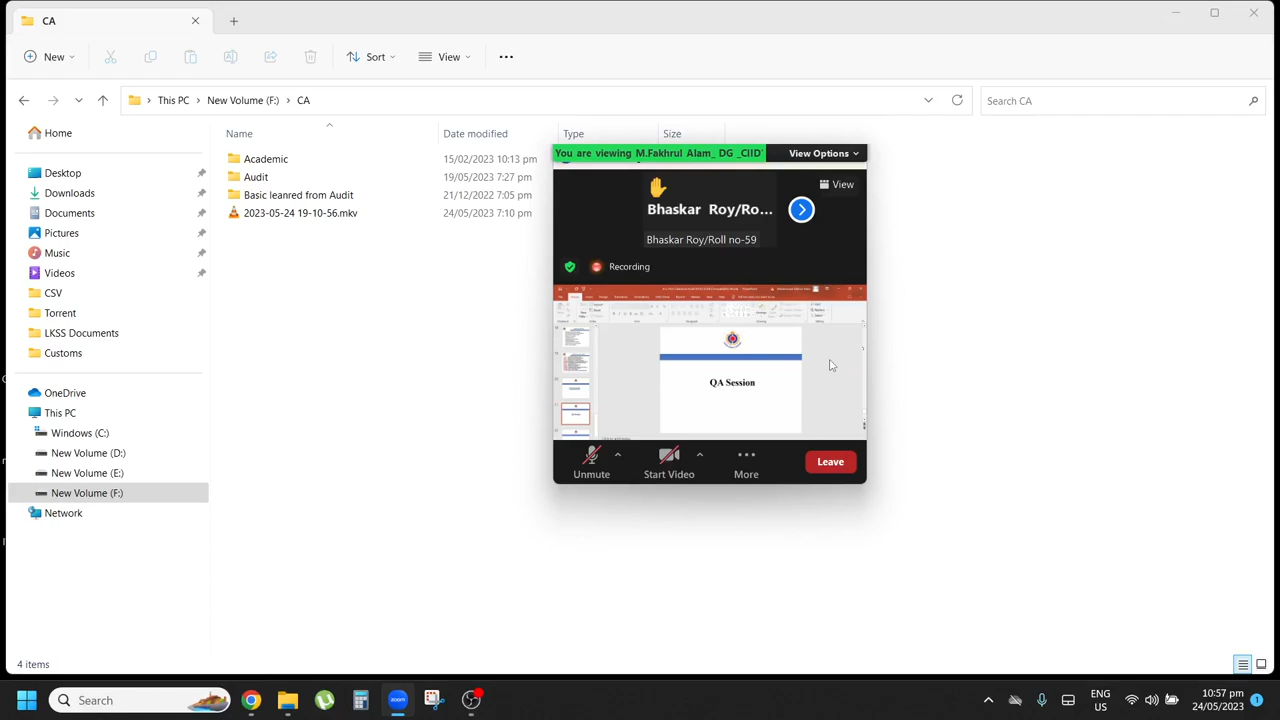 CA
New
Sort
View
This PC
New Volume (F:)
CA
Search CA
Home
Desktop
Downloads
Documents
Pictures
Music
Videos
CSV
Torrent
LKSS Documents
Customs
OneDrive
This PC
Windows (C:)
New Volume (D:)
New Volume (E:)
New Volume (F:)
Network
Name
Date modified
Type
Size
Academic
15/02/2023 10:13 pm
Audit
19/05/2023 7:27 pm
Basic leanred from Audit
21/12/2022 7:05 pm
2023-05-24 19-10-56.mkv
24/05/2023 7:10 pm
You are viewing M.Fakhrul Alam_ DG _CIID'
View Options
View
Bhaskar Roy/Ro...
Bhaskar Roy/Roll no-59
Recording
QA Session
Unmute
Start Video
More
Leave
4 items
Search
zoom
ENG
US
10:57 pm
24/05/2023
1